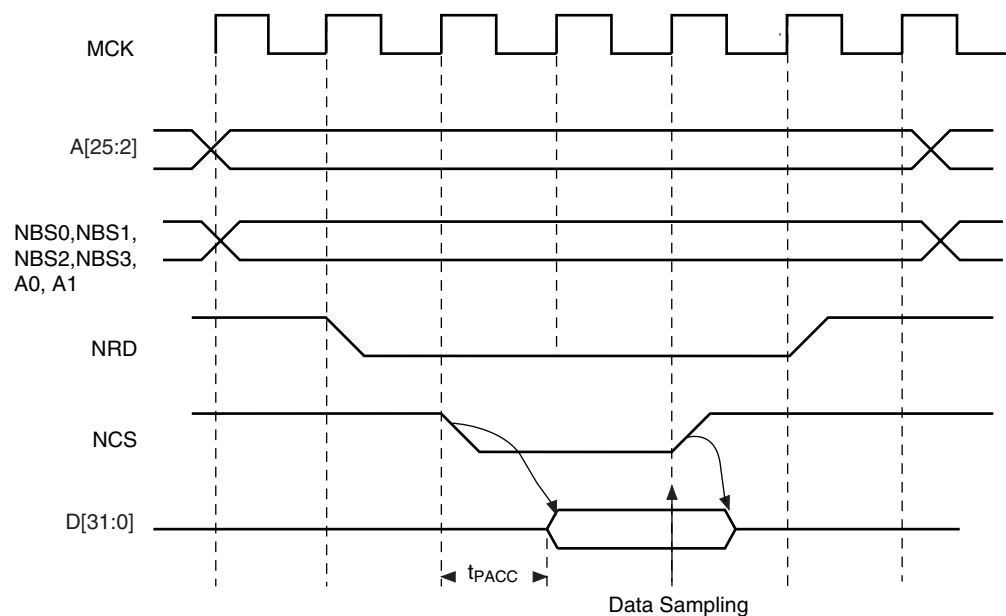 MCK
A[25:2]
NBS0,NBS1,
NBS2,NBS3,
A0, A1
NRD
NCS
D[31:0]
tPACC
Data Sampling